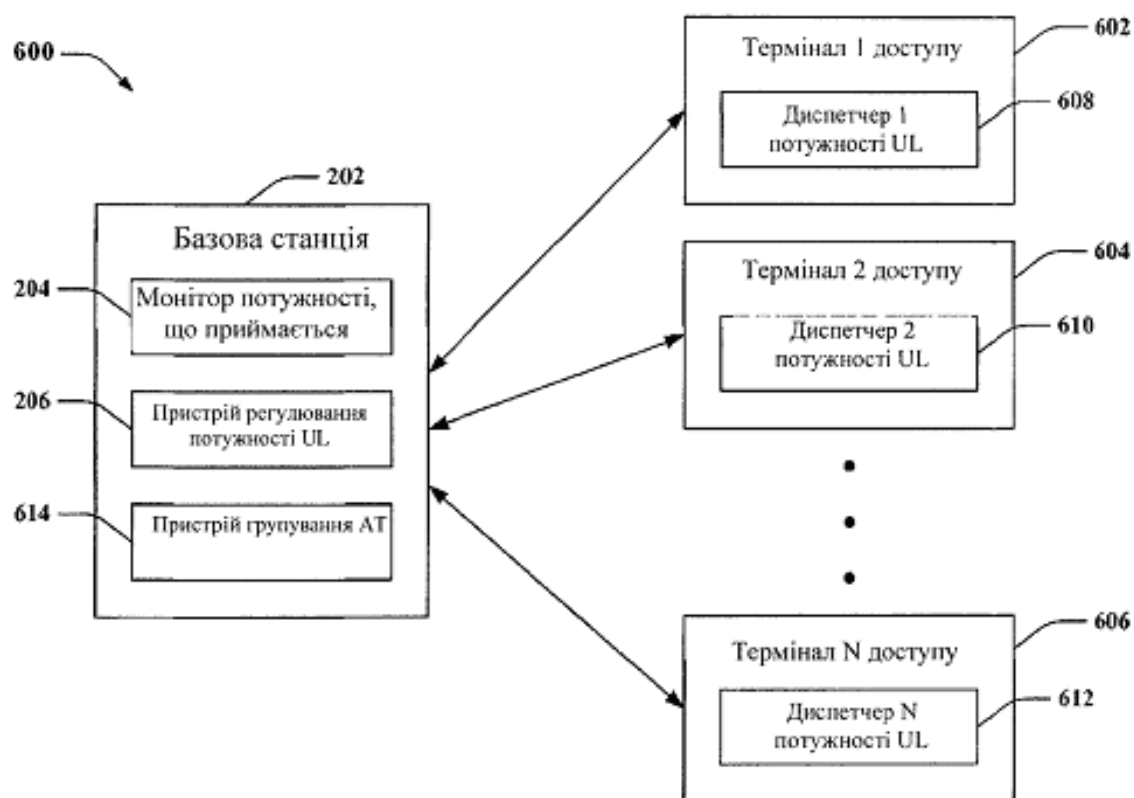 600
202
Базова станція
204
Монітор потужності,
що приймається
206
Пристрій регулювання
потужності UL
614
Пристрій групування АТ
602
Термінал 1 доступу
608
Диспетчер 1
потужності UL
604
Термінал 2 доступу
610
Диспетчер 2
потужності UL
606
Термінал N доступу
612
Диспетчер N
потужності UL